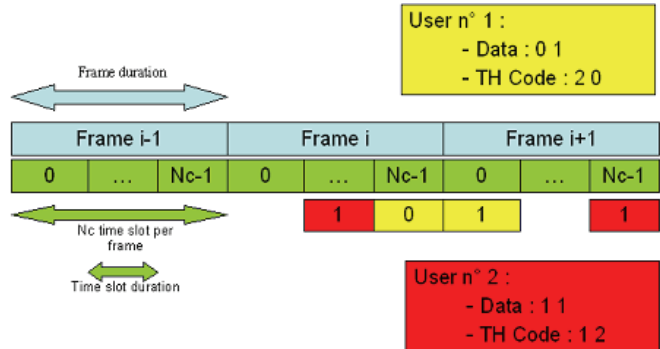 User n° 1 :
- Data : 0 1
- TH Code : 2 0
Frame duration
Frame i-1 Frame i Frame i+1
0 ... Nc-1 0 ... Nc-1 0 ... Nc-1
1 0 1 1
Nc time slot per
frame
Time slot duration
User n° 2 :
- Data : 1 1
- TH Code : 1 2